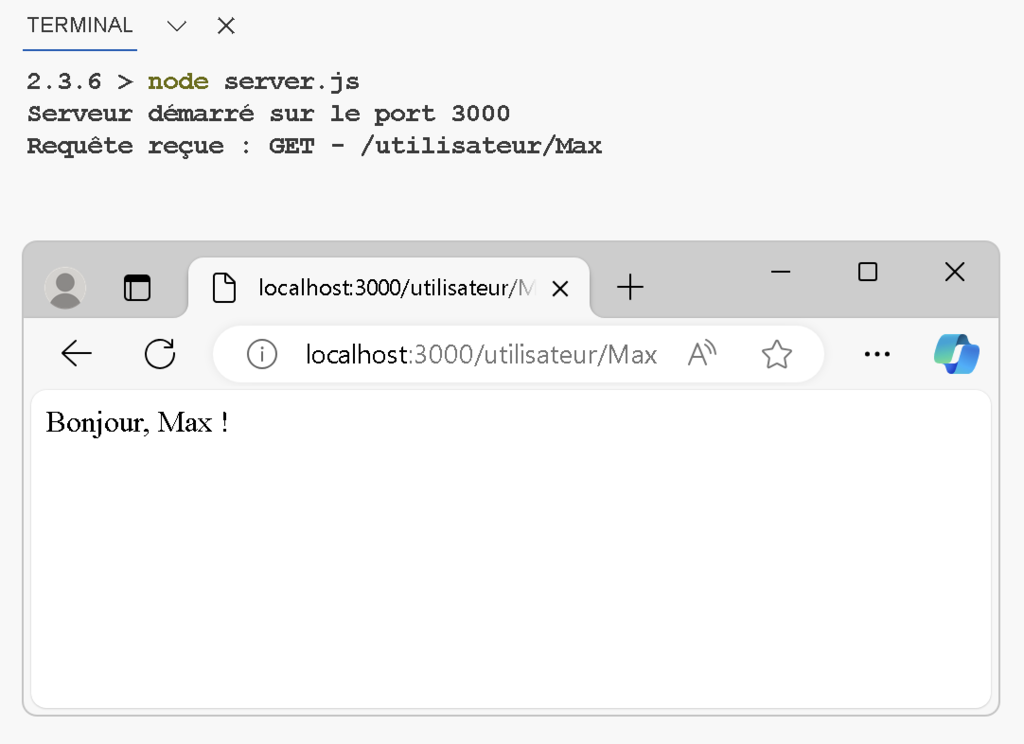 TERMINAL
2.3.6 > node server.js
Serveur démarré sur le port 3000
Requête reçue : GET - /utilisateur/Max
localhost:3000/utilisateur/M
localhost:3000/utilisateur/Max
Bonjour, Max !